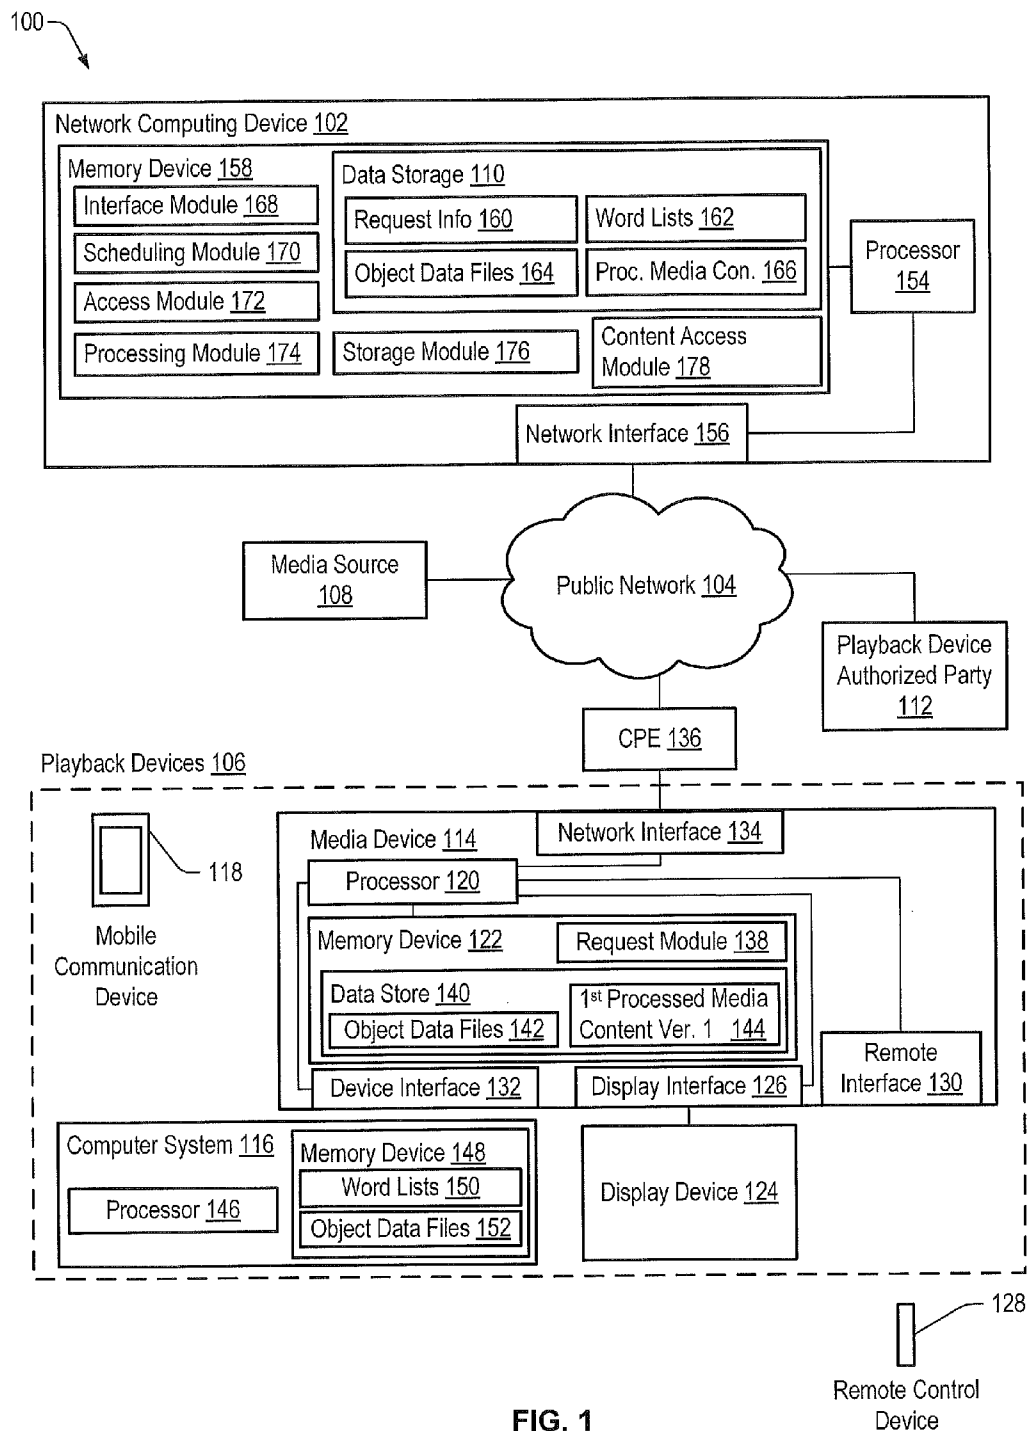 100
Network Computing Device 102
Memory Device 158
Interface Module 168
Scheduling Module 170
Access Module 172
Processing Module 174
Data Storage 110
Request Info 160
Word Lists 162
Object Data Files 164
Proc. Media Con. 166
Storage Module 176
Content Access
Module 178
Processor
154
Network Interface 156
Media Source
108
Public Network 104
Playback Device
Authorized Party
112
CPE 136
Playback Devices 106
118
Mobile
Communication
Device
Media Device 114
Network Interface 134
Processor 120
Memory Device 122
Request Module 138
Data Store 140
Object Data Files 142
1st Processed Media
Content Ver. 1 144
Device Interface 132
Display Interface 126
Remote
Interface 130
Computer System 116
Processor 146
Memory Device 148
Word Lists 150
Object Data Files 152
Display Device 124
128
Remote Control
Device
FIG. 1